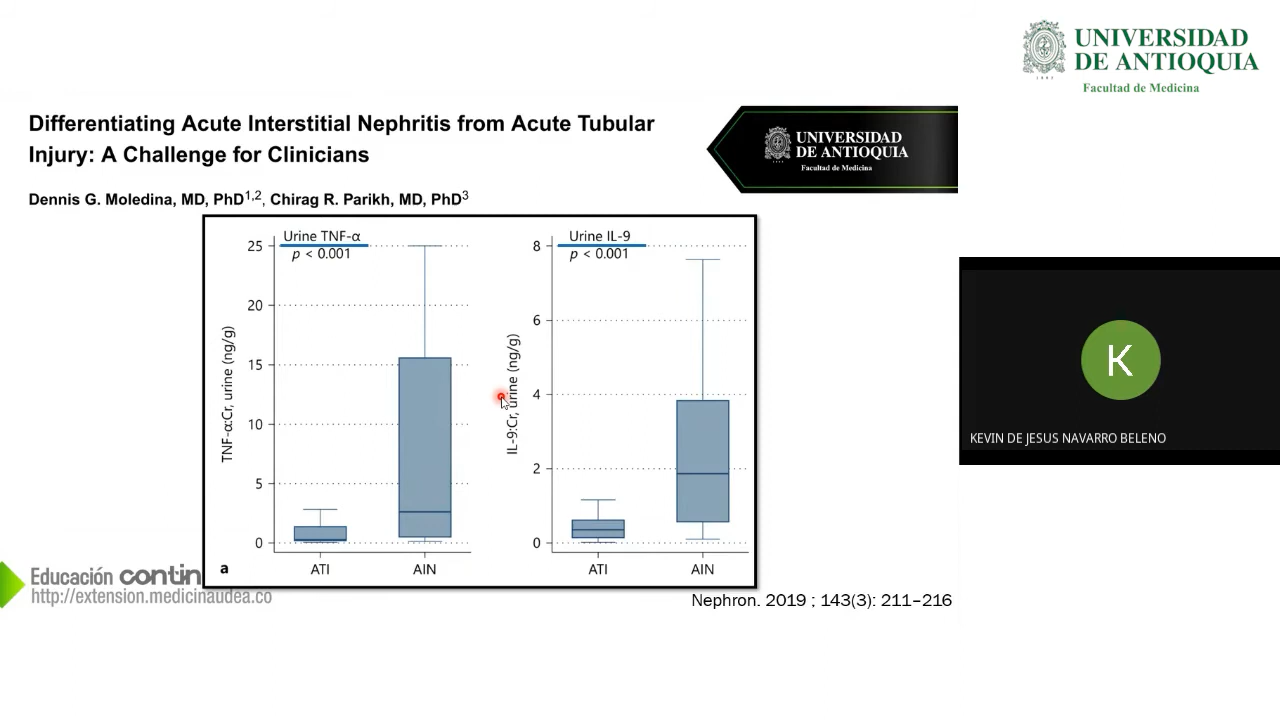 UNIVERSIDAD
DE ANTIOQUIA
Facultad de Medicina
Differentiating Acute Interstitial Nephritis from Acute Tubular
Injury: A Challenge for Clinicians
Dennis G. Moledina, MD, PhD1,2, Chirag R. Parikh, MD, PhD3
UNIVERSIDAD
DE ANTIOQUIA
Facultad de Medicina
Urine TNF-α
p < 0.001
TNF-α:Cr, urine (ng/g)
25
20
15
10
5
0
ATI
AIN
a
Urine IL-9
p < 0.001
IL-9:Cr, urine (ng/g)
8
6
4
2
0
ATI
AIN
K
KEVIN DE JESUS NAVARRO BELENO
Educación contin
http://extension.medicinaudea.co
Nephron. 2019 ; 143(3): 211–216